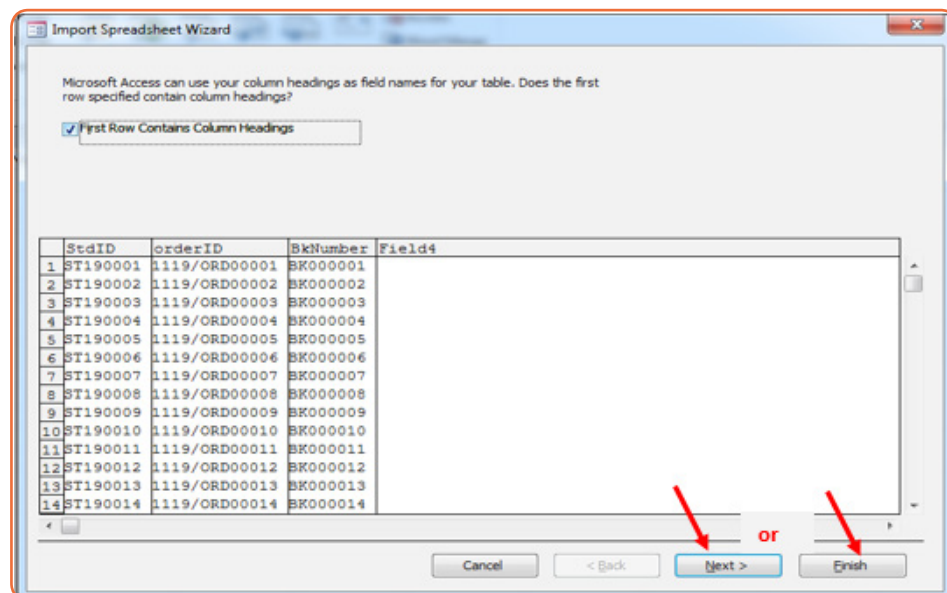 Import Spreadsheet Wizard
Microsoft Access can use your column headings as field names for your table. Does the first
row specified contain column headings?
First Row Contains Column Headings
StdID orderID BkNumber Field4
1 ST190001 1119/ORD00001 BK000001
2 ST190002 1119/ORD00002 BK000002
3 ST190003 1119/ORD00003 BK000003
4 ST190004 1119/ORD00004 BK000004
5 ST190005 1119/ORD00005 BK000005
6 ST190006 1119/ORD00006 BK000006
7 ST190007 1119/ORD00007 BK000007
8 ST190008 1119/ORD00008 BK000008
9 ST190009 1119/ORD00009 BK000009
10 ST190010 1119/ORD00010 BK000010
11 ST190011 1119/ORD00011 BK000011
12 ST190012 1119/ORD00012 BK000012
13 ST190013 1119/ORD00013 BK000013
14 ST190014 1119/ORD00014 BK000014
or
Cancel < Back Next > Finish